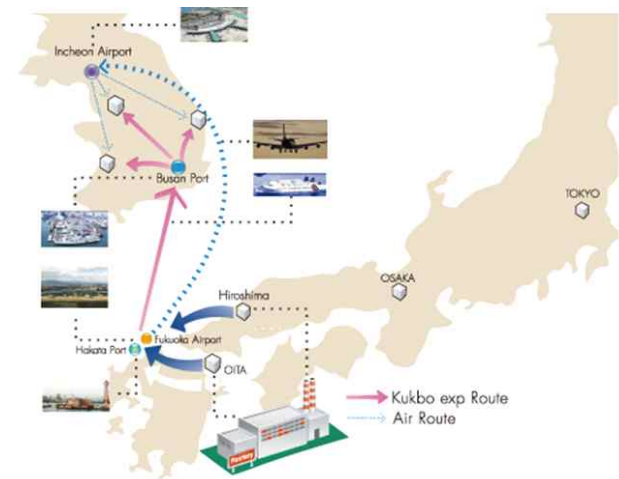 Incheon Airport
Busan Port
TOKYO
OSAKA
Hiroshima
Fukuoka Airport
Hakata Port
OITA
Kukbo exp Route
Air Route
Factory